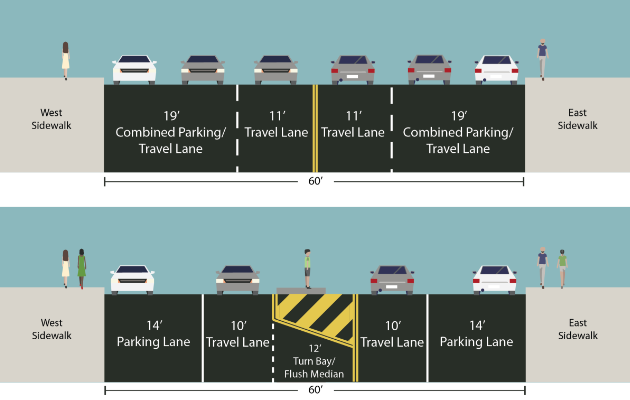 West
Sidewalk
19’
Combined Parking/
Travel Lane
11’
Travel Lane
11’
Travel Lane
19’
Combined Parking/
Travel Lane
East
Sidewalk
60’
West
Sidewalk
14’
Parking Lane
10’
Travel Lane
12’
Turn Bay/
Flush Median
10’
Travel Lane
14’
Parking Lane
East
Sidewalk
60’